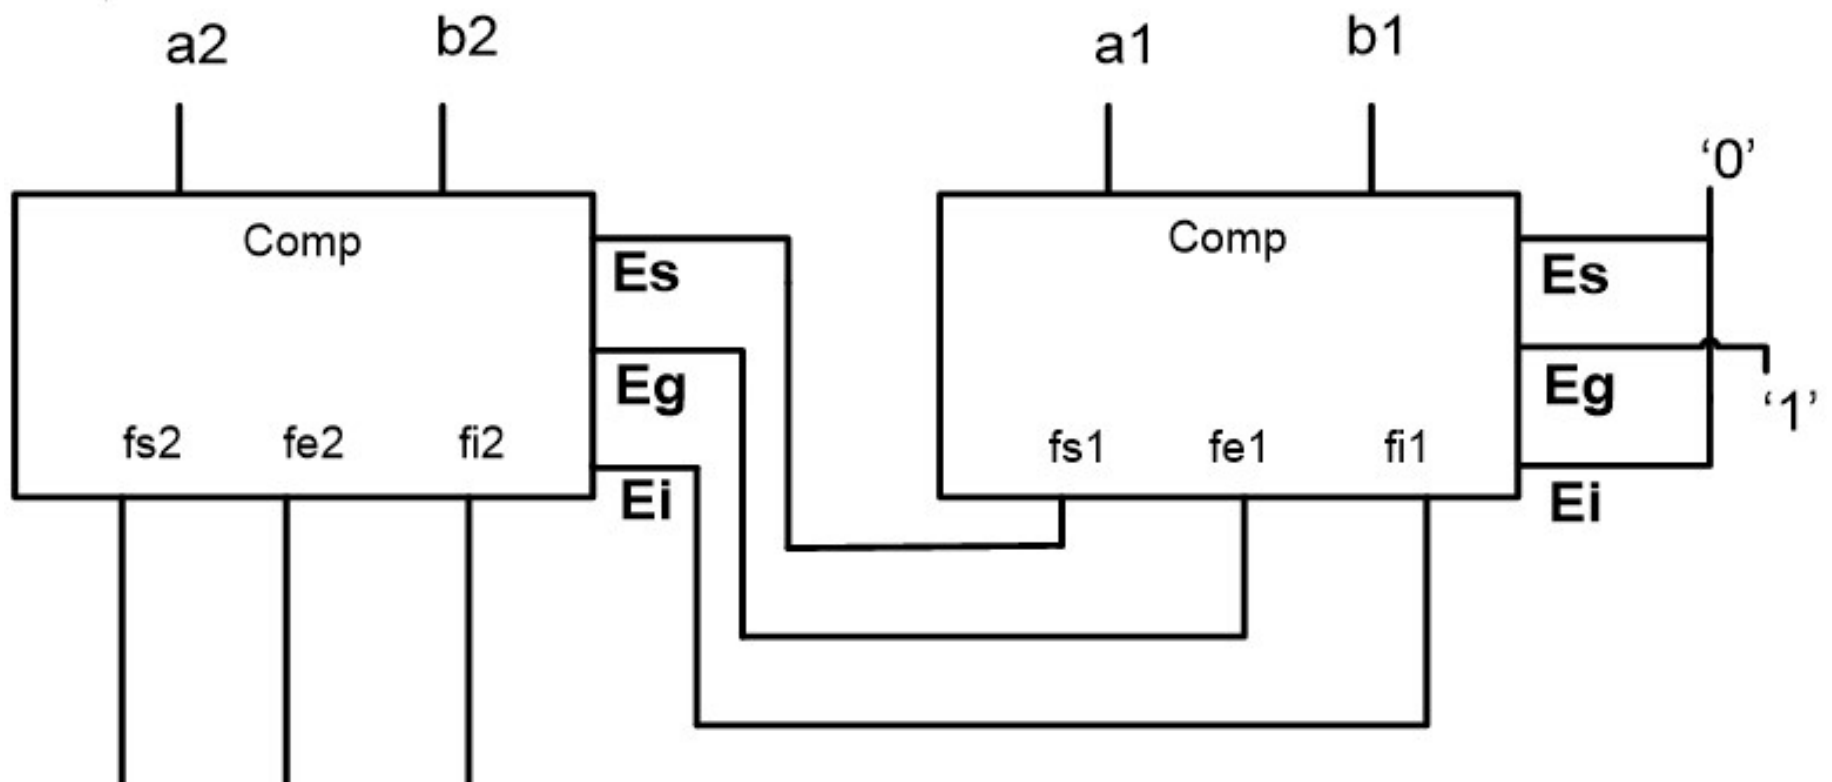 a2 b2 a1 b1
‘0’
Comp Comp
Es Es
Eg Eg
‘1’
fs2 fe2 fi2 fs1 fe1 fi1
Ei Ei